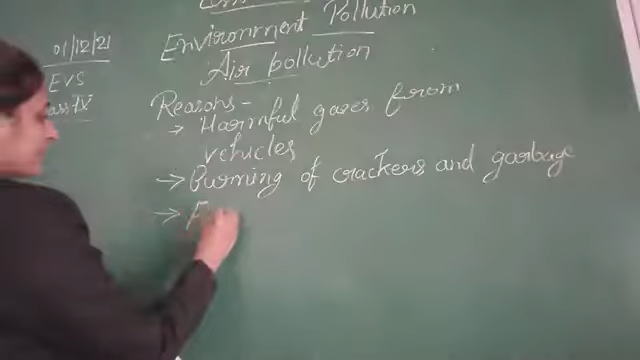 01/12/21
EVS
Environment Pollution
Air pollution
Reasons -
→ Harmful gases from
vehicles
→ Burning of crackers and garbage
→ F